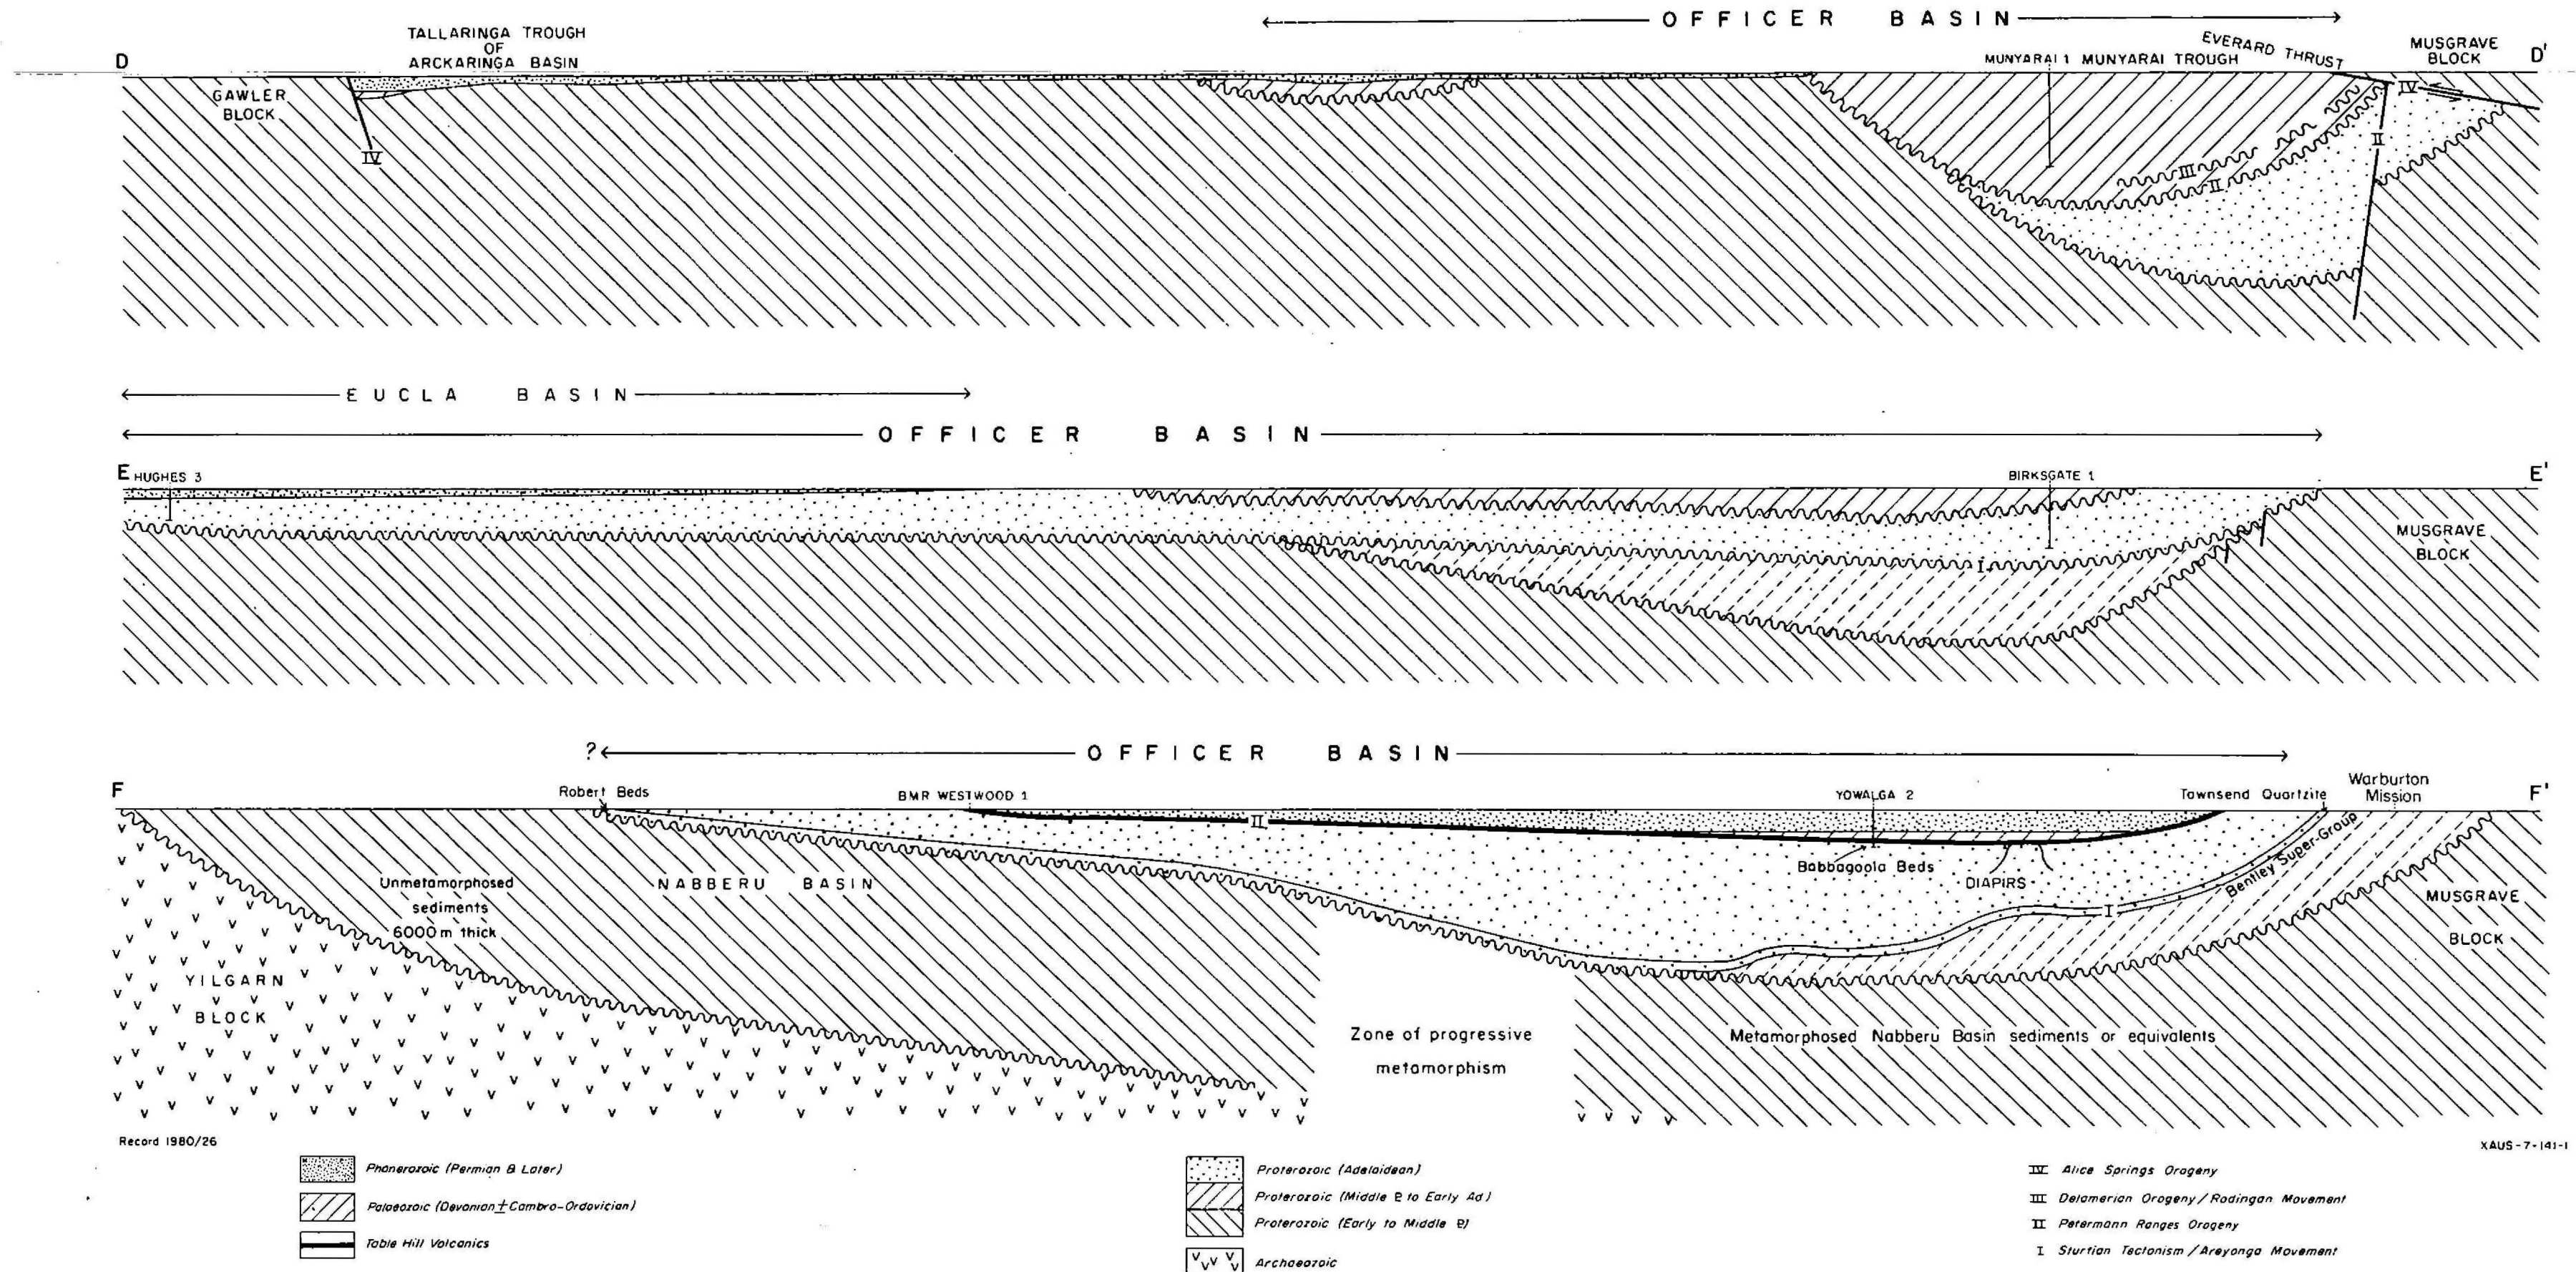 OFFICER BASIN
TALLARINGA TROUGH
OF
ARCKARINGA BASIN
D
MUNYARAI 1 MUNYARAI TROUGH
EVERARD THRUST
MUSGRAVE
BLOCK
D'
GAWLER
BLOCK
IV
IV
II
III
II
EUCLA BASIN
OFFICER BASIN
E
HUGHES 3
BIRKSGATE 1
E'
I
MUSGRAVE
BLOCK
? OFFICER BASIN
F
Robert Beds
BMR WESTWOOD 1
YOWALGA 2
Townsend Quartzite
Warburton
Mission
F'
II
Babbagoola Beds
DIAPIRS
Bentley Super-Group
I
Unmetamorphosed
sediments
6000 m thick
NABBERU BASIN
MUSGRAVE
BLOCK
YILGARN
BLOCK
Zone of progressive
metamorphism
Metamorphosed Nabberu Basin sediments or equivalents
Record 1980/26
XAUS-7-141-1
Phanerozoic (Permian & Later)
Palaeozoic (Devonian ± Cambro-Ordovician)
Table Hill Volcanics
Proterozoic (Adelaidean)
Proterozoic (Middle P to Early Ad)
Proterozoic (Early to Middle P)
Archaeozoic
IV Alice Springs Orogeny
III Delamerian Orogeny / Rodingan Movement
II Petermann Ranges Orogeny
I Sturtian Tectonism / Areyonga Movement